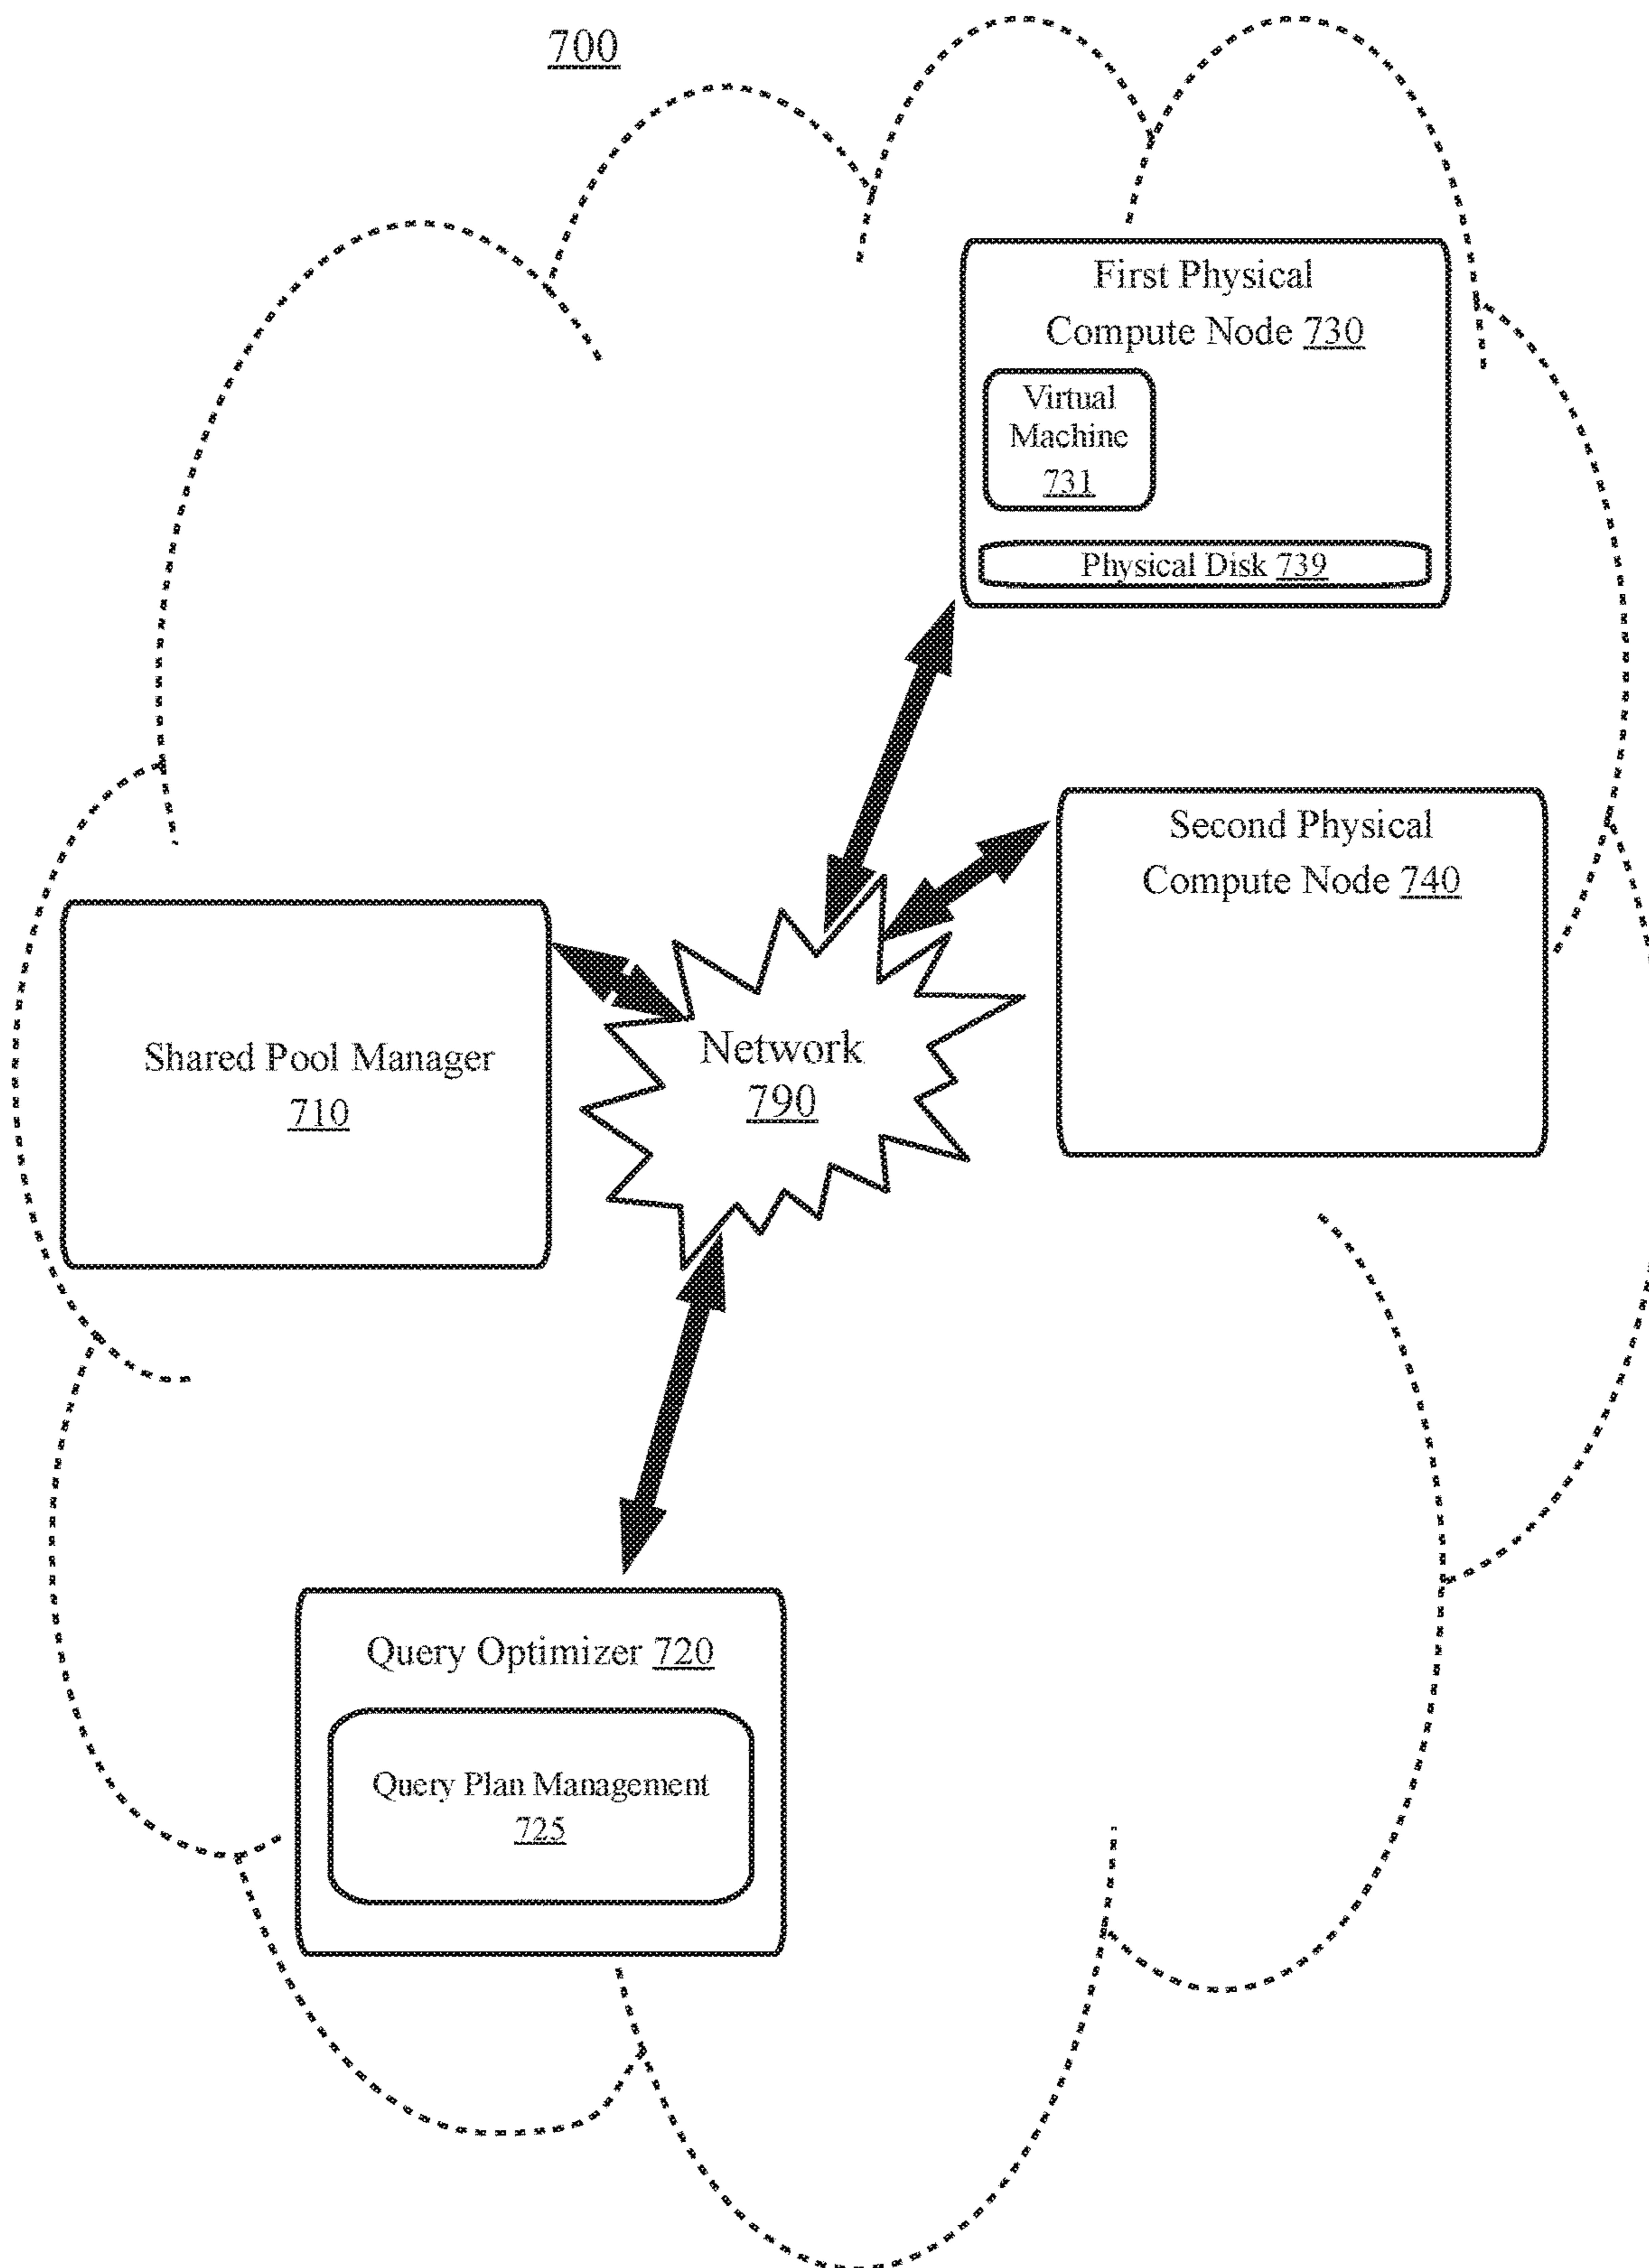 700
First Physical
Compute Node 730
Virtual
Machine
731
Physical Disk 739
Second Physical
Compute Node 740
Shared Pool Manager
710
Network
790
Query Optimizer 720
Query Plan Management
725